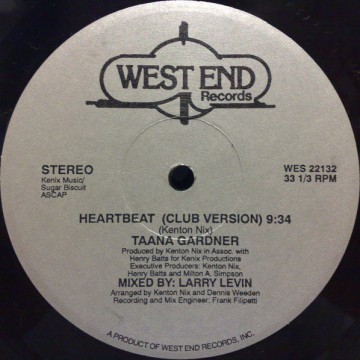 WEST END
Records
STEREO
Kenix Music/
Sugar Biscuit
ASCAP
WES 22132
33 1/3 RPM
HEARTBEAT (CLUB VERSION) 9:34
(Kenton Nix)
TAANA GARDNER
Produced by Kenton Nix in Assoc. with
Henry Batts for Kenix Productions
Executive Producers: Kenton Nix,
Henry Batts and Milton A. Simpson
MIXED BY: LARRY LEVIN
Arranged by Kenton Nix and Dennis Weeden
Recording and Mix Engineer: Frank Filipetti
A PRODUCT OF WEST END RECORDS, INC.